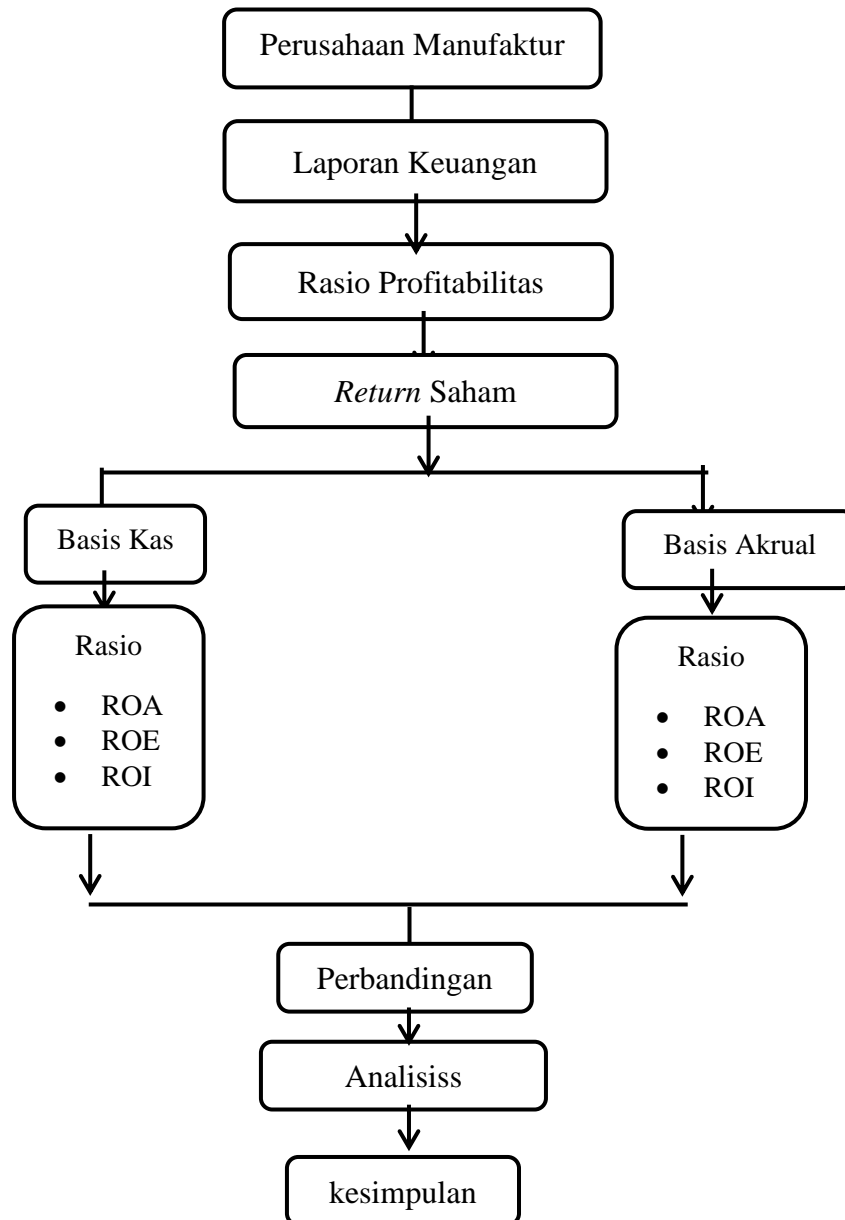 Perusahaan Manufaktur
Laporan Keuangan
Rasio Profitabilitas
Return Saham
Basis Kas
Rasio
• ROA
• ROE
• ROI
Basis Akrual
Rasio
• ROA
• ROE
• ROI
Perbandingan
Analisiss
kesimpulan